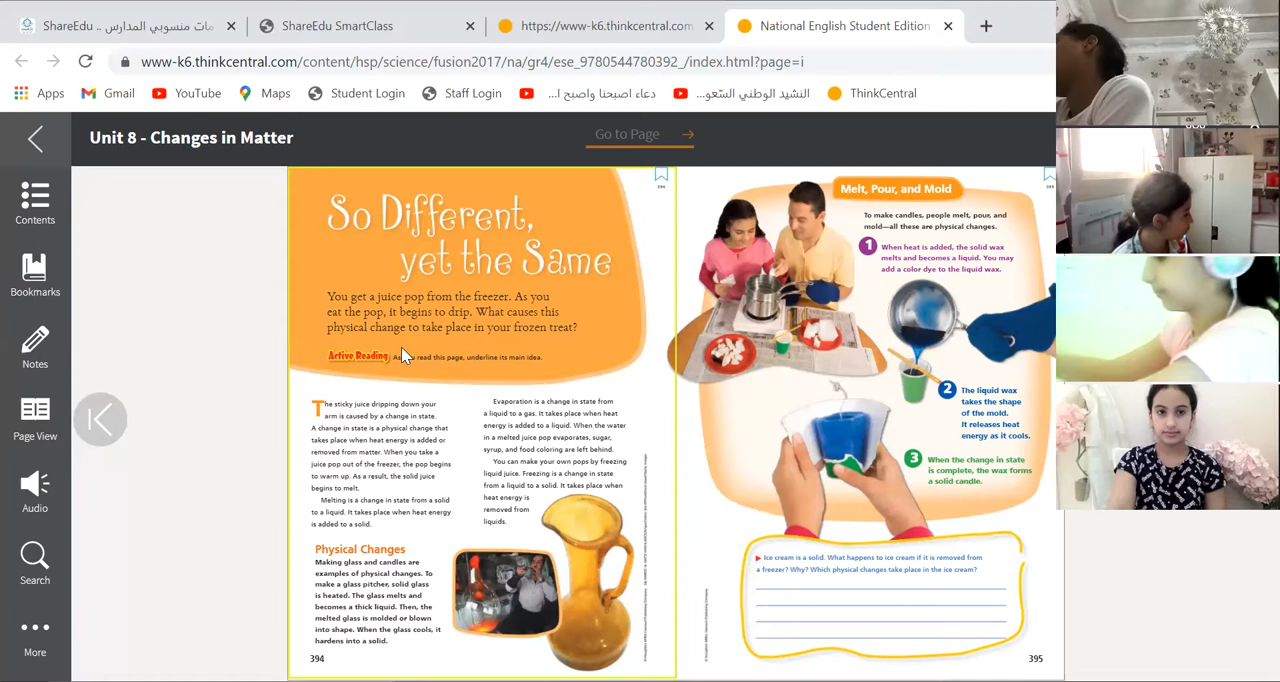 ShareEdu .. مات منسوبي المدارس
ShareEdu SmartClass
https://www-k6.thinkcentral.com
National English Student Edition
www-k6.thinkcentral.com/content/hsp/science/fusion2017/na/gr4/ese_9780544780392_/index.html?page=i
Apps
Gmail
YouTube
Maps
Student Login
Staff Login
دعاء اصبحنا واصبح ا...
النشيد الوطني السّعو...
ThinkCentral
Unit 8 - Changes in Matter
Go to Page
Contents
Bookmarks
Notes
Page View
Audio
Search
More
So Different,
yet the Same
You get a juice pop from the freezer. As you
eat the pop, it begins to drip. What causes this
physical change to take place in your frozen treat?
Active Reading As read this page, underline its main idea.
The sticky juice dripping down your
arm is caused by a change in state.
A change in state is a physical change that
takes place when heat energy is added or
removed from matter. When you take a
juice pop out of the freezer, the pop begins
to warm up. As a result, the solid juice
begins to melt.
Melting is a change in state from a solid
to a liquid. It takes place when heat energy
is added to a solid.
Evaporation is a change in state from
a liquid to a gas. It takes place when heat
energy is added to a liquid. When the water
in a melted juice pop evaporates, sugar,
syrup, and food coloring are left behind.
You can make your own pops by freezing
liquid juice. Freezing is a change in state
from a liquid to a solid. It takes place when
heat energy is
removed from
liquids.
Physical Changes
Making glass and candles are
examples of physical changes. To
make a glass pitcher, solid glass
is heated. The glass melts and
becomes a thick liquid. Then, the
melted glass is molded or blown
into shape. When the glass cools, it
hardens into a solid.
394
394
Melt, Pour, and Mold
To make candles, people melt, pour, and
mold—all these are physical changes.
1 When heat is added, the solid wax
melts and becomes a liquid. You may
add a color dye to the liquid wax.
2 The liquid wax
takes the shape
of the mold.
It releases heat
energy as it cools.
3 When the change in state
is complete, the wax forms
a solid candle.
Ice cream is a solid. What happens to ice cream if it is removed from
a freezer? Why? Which physical changes take place in the ice cream?
395